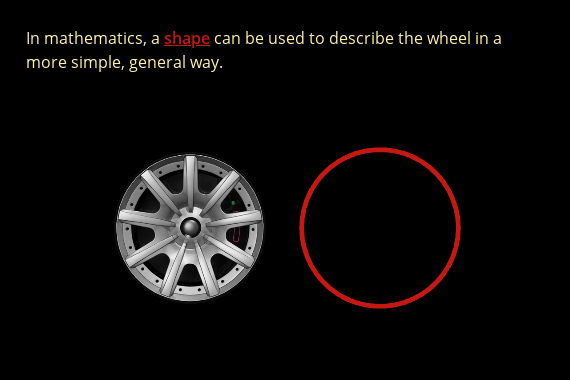 In mathematics, a shape can be used to describe the wheel in a
more simple, general way.